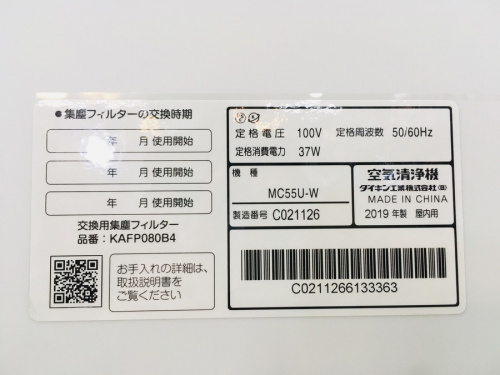 ● 集塵フィルターの交換時期
年 月 使用開始
年 月 使用開始
年 月 使用開始
交換用集塵フィルター
品番：KAFP080B4
お手入れの詳細は、
取扱説明書を
ご覧ください
定格電圧 100V 定格周波数 50/60Hz
定格消費電力 37W
機種
MC55U-W
製造番号 C021126
空気清浄機
ダイキン工業株式会社
MADE IN CHINA
2019年製 屋内用
C0211266133363